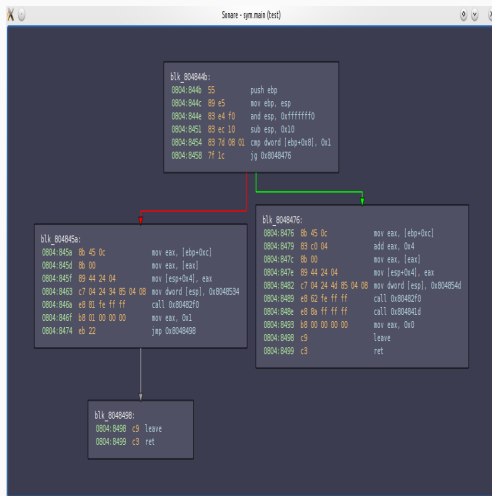 Sonare - sym.main (test)
blk_804844b:
0804:844b 55 push ebp
0804:844c 89 e5 mov ebp, esp
0804:844e 83 e4 f0 and esp, 0xfffffff0
0804:8451 83 ec 10 sub esp, 0x10
0804:8454 83 7d 08 01 cmp dword [ebp+0x8], 0x1
0804:8458 7f 1c jg 0x8048476
blk_804845a:
0804:845a 8b 45 0c mov eax, [ebp+0xc]
0804:845d 8b 00 mov eax, [eax]
0804:845f 89 44 24 04 mov [esp+0x4], eax
0804:8463 c7 04 24 34 85 04 08 mov dword [esp], 0x8048534
0804:846a e8 81 fe ff ff call 0x80482f0
0804:846f b8 01 00 00 00 mov eax, 0x1
0804:8474 eb 22 jmp 0x8048498
blk_8048476:
0804:8476 8b 45 0c mov eax, [ebp+0xc]
0804:8479 83 c0 04 add eax, 0x4
0804:847c 8b 00 mov eax, [eax]
0804:847e 89 44 24 04 mov [esp+0x4], eax
0804:8482 c7 04 24 4d 85 04 08 mov dword [esp], 0x804854d
0804:8489 e8 62 fe ff ff call 0x80482f0
0804:848e e8 8a ff ff ff call 0x804841d
0804:8493 b8 00 00 00 00 mov eax, 0x0
0804:8498 c9 leave
0804:8499 c3 ret
blk_8048498:
0804:8498 c9 leave
0804:8499 c3 ret